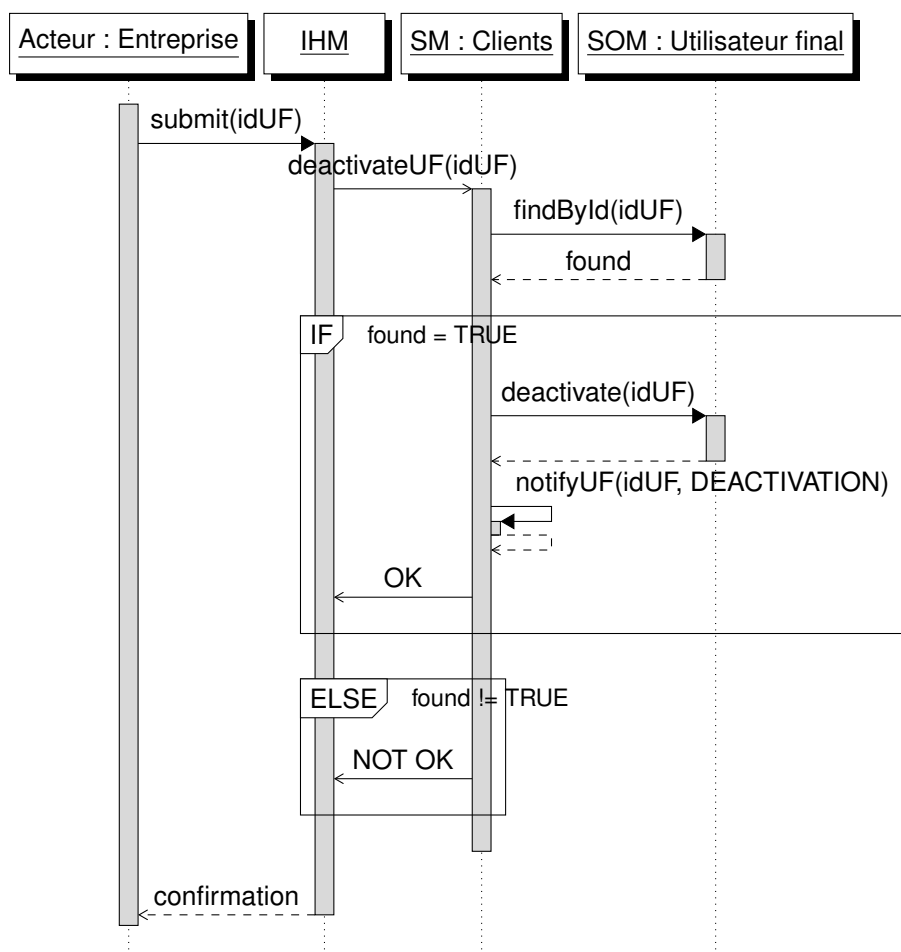 Acteur : Entreprise
IHM
SM : Clients
SOM : Utilisateur final
submit(idUF)
deactivateUF(idUF)
findById(idUF)
found
IF found = TRUE
deactivate(idUF)
notifyUF(idUF, DEACTIVATION)
OK
ELSE found != TRUE
NOT OK
confirmation